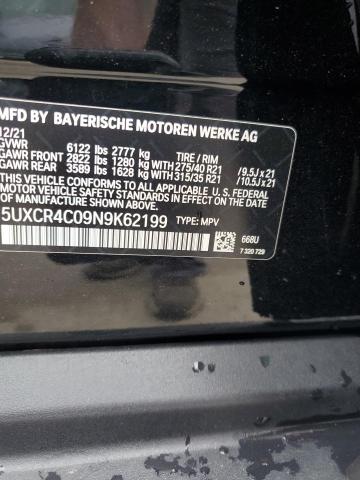 MFD BY BAYERISCHE MOTOREN WERKE AG
12/21
GVWR 6122 lbs 2777 kg TIRE / RIM
GAWR FRONT 2822 lbs 1280 kg WITH 275/40 R21 / 9.5J x 21
GAWR REAR 3589 lbs 1628 kg WITH 315/35 R21 / 10.5J x 21
THIS VEHICLE CONFORMS TO ALL APPLICABLE U.S. FEDERAL
MOTOR VEHICLE SAFETY STANDARDS IN EFFECT ON THE DATE
OF MANUFACTURE SHOWN ABOVE.
5UXCR4C09N9K62199 TYPE: MPV
668U
7 320 729